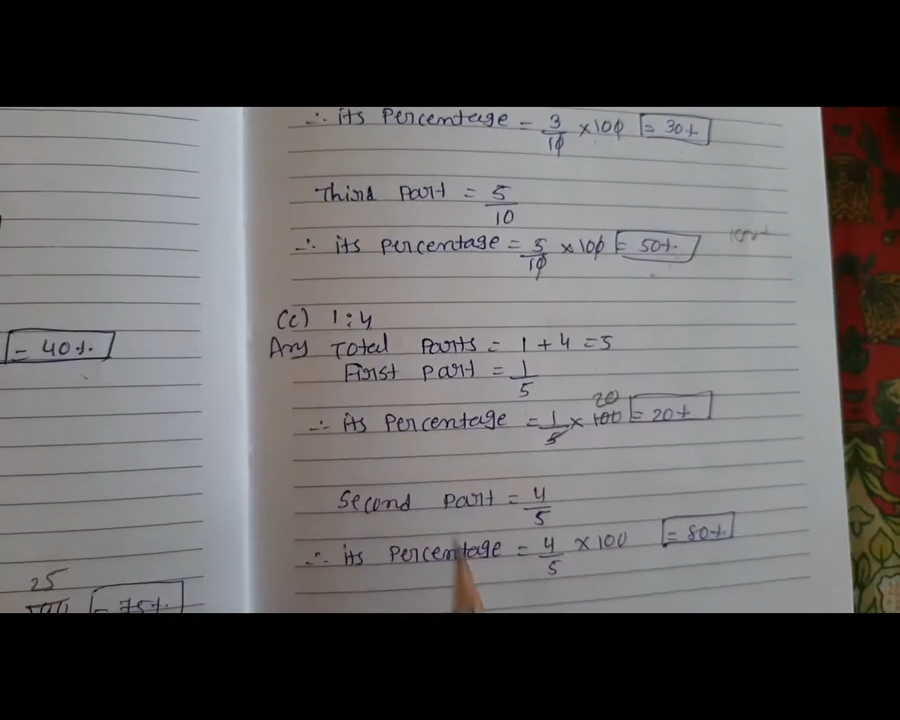 ∴ its Percentage = 3/10 ×100 = 30%
Third Part = 5/10
∴ its percentage = 5/10 ×100 = 50%
(c) 1:4
= 40%
Ans Total Parts = 1 + 4 = 5
First Part = 1/5
20
∴ its Percentage = 1/5 × 100 = 20%
Second Part = 4/5
∴ its Percentage = 4/5 × 100 = 80%
25
= 75%